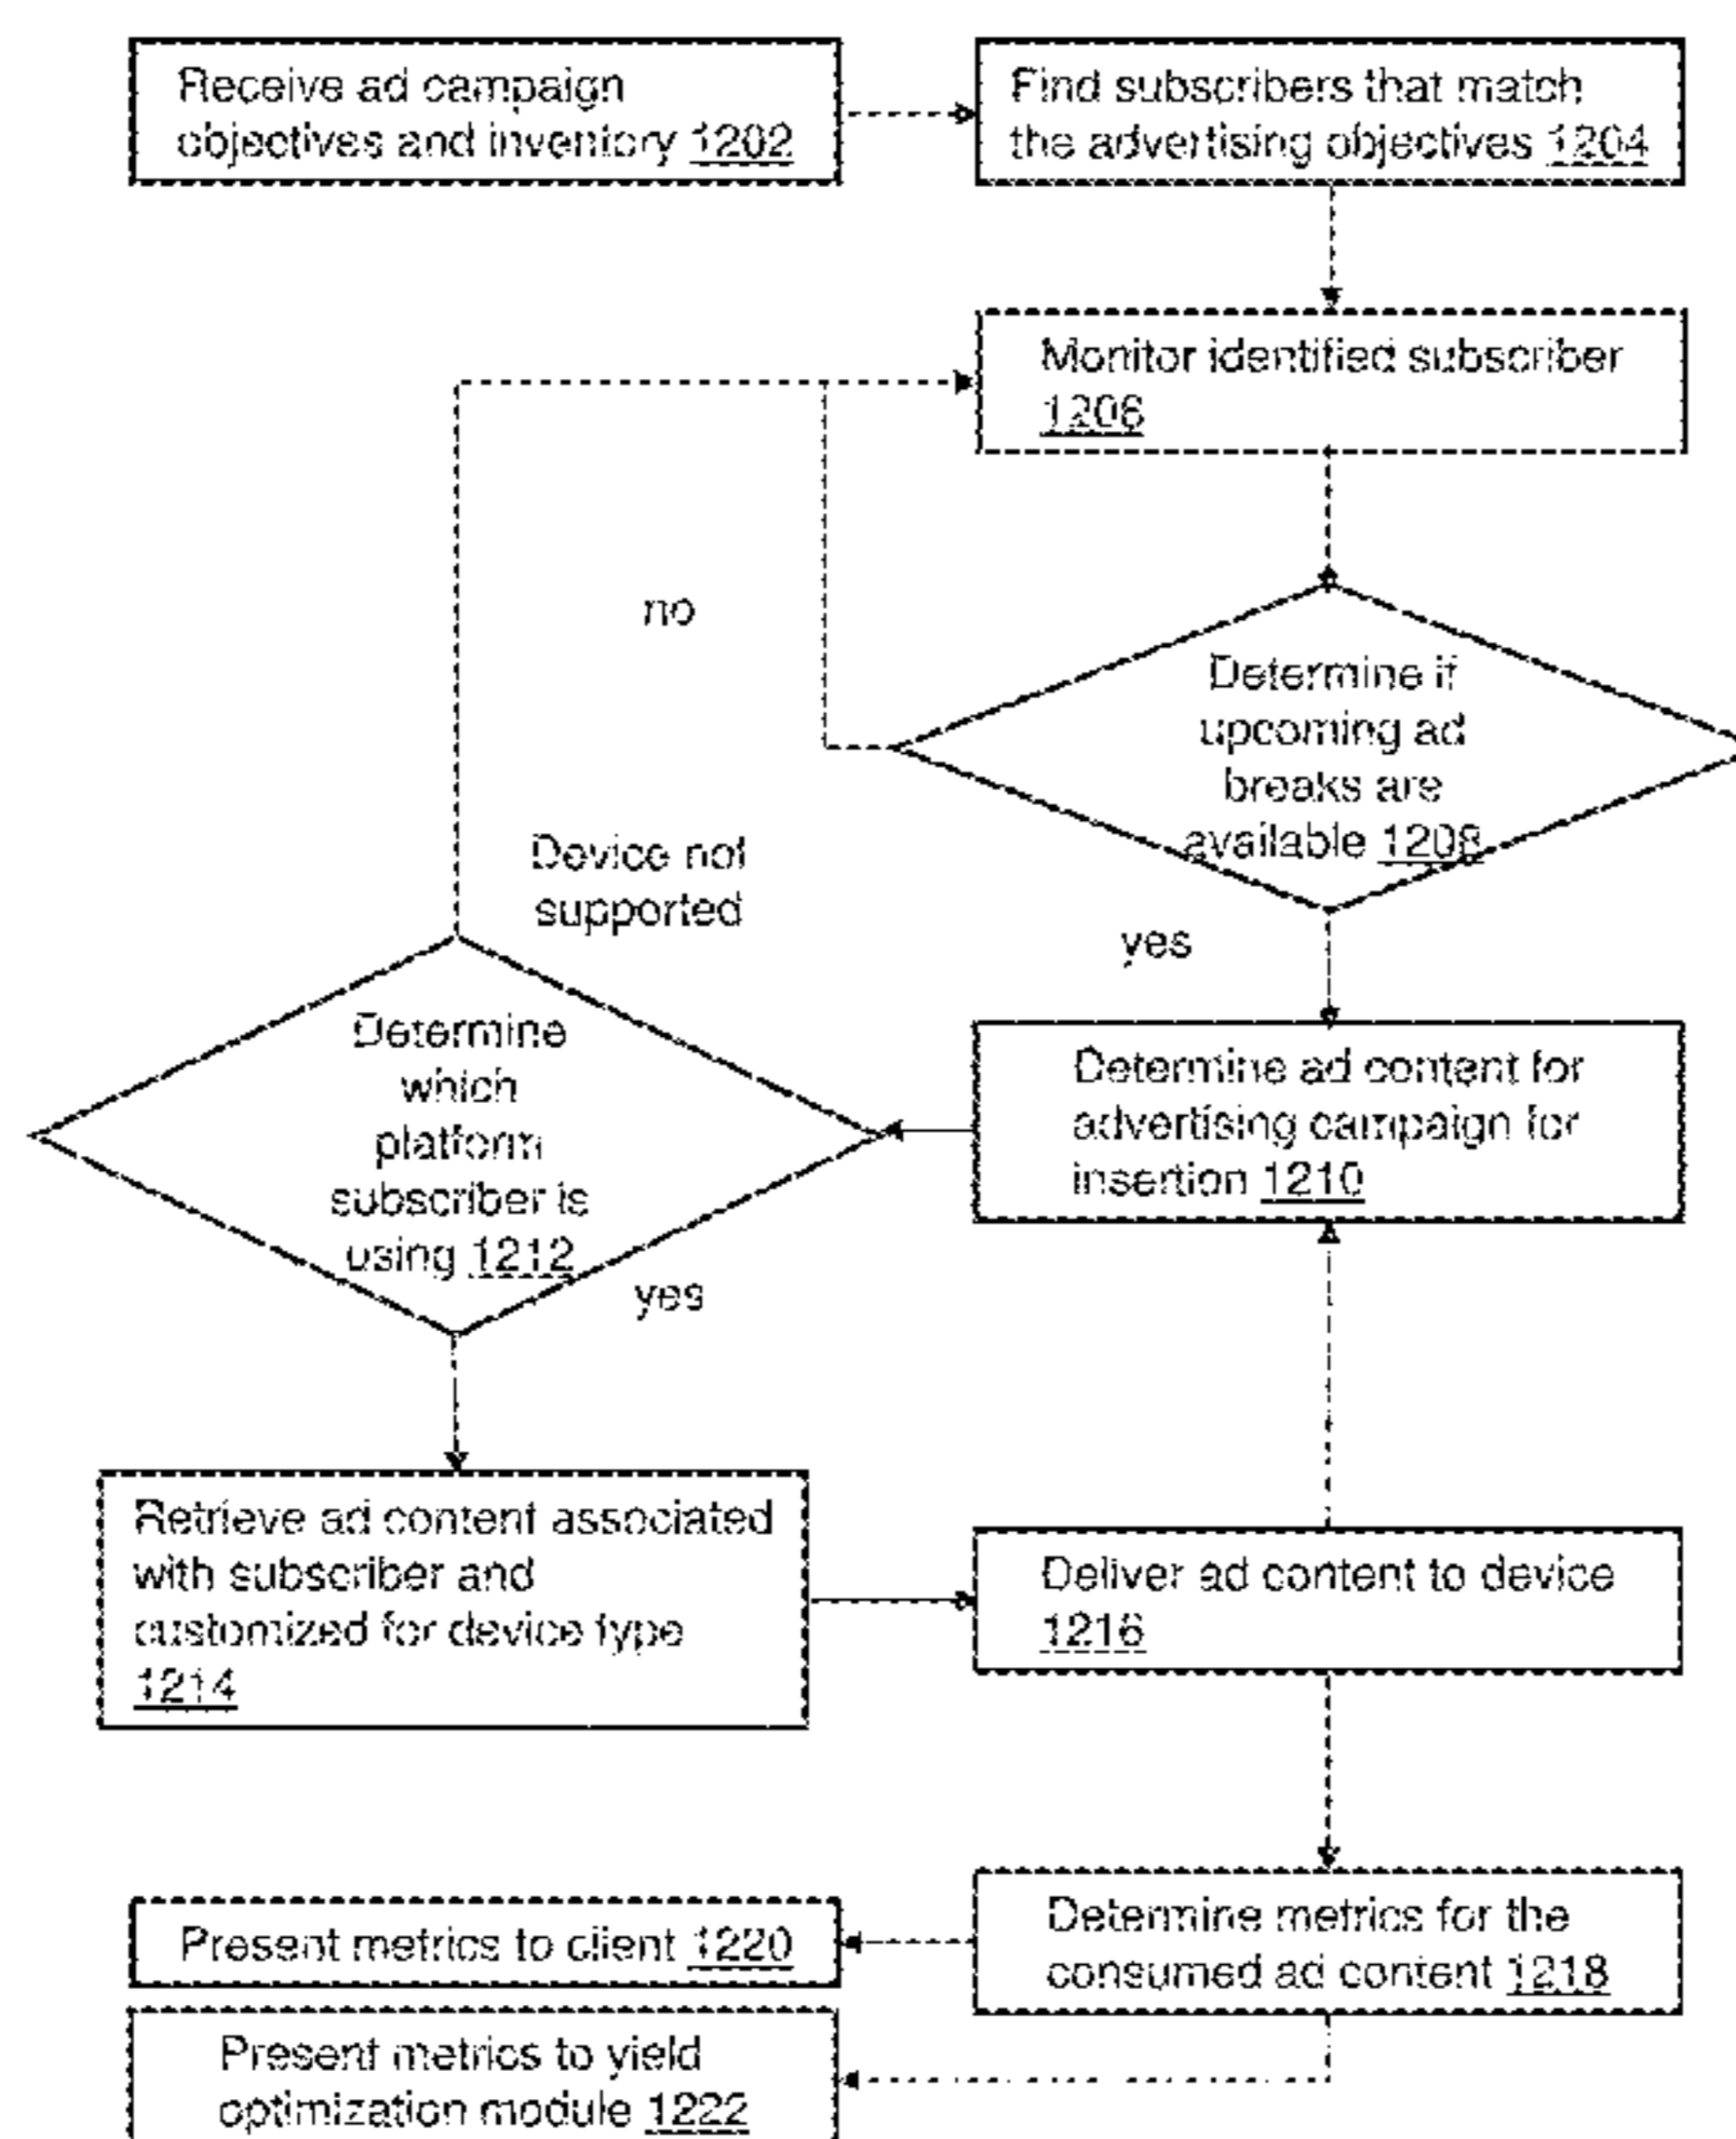 Receive ad campaign
objectives and inventory 1202
Find subscribers that match
the advertising objectives 1204
Monitor identified subscriber
1206
no
Determine if
upcoming ad
breaks are
available 1208
Device not
supported
yes
Determine
which
platform
subscriber is
using 1212
Determine ad content for
advertising campaign for
insertion 1210
yes
Retrieve ad content associated
with subscriber and
customized for device type
1214
Deliver ad content to device
1216
Determine metrics for the
consumed ad content 1218
Present metrics to client 1220
Present metrics to yield
optimization module 1222